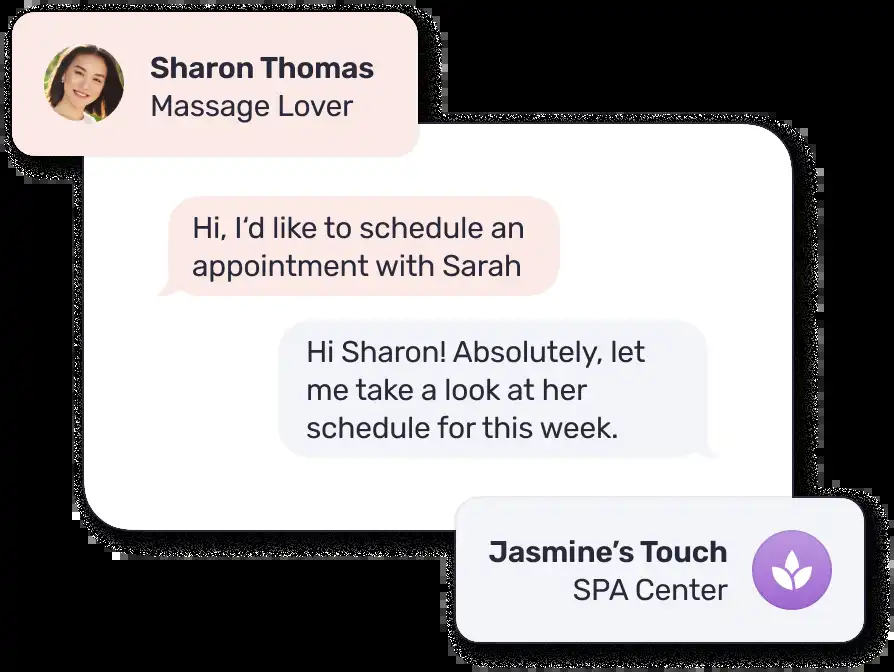 Sharon Thomas
Massage Lover
Hi, I‘d like to schedule an
appointment with Sarah
Hi Sharon! Absolutely, let
me take a look at her
schedule for this week.
Jasmine’s Touch
SPA Center